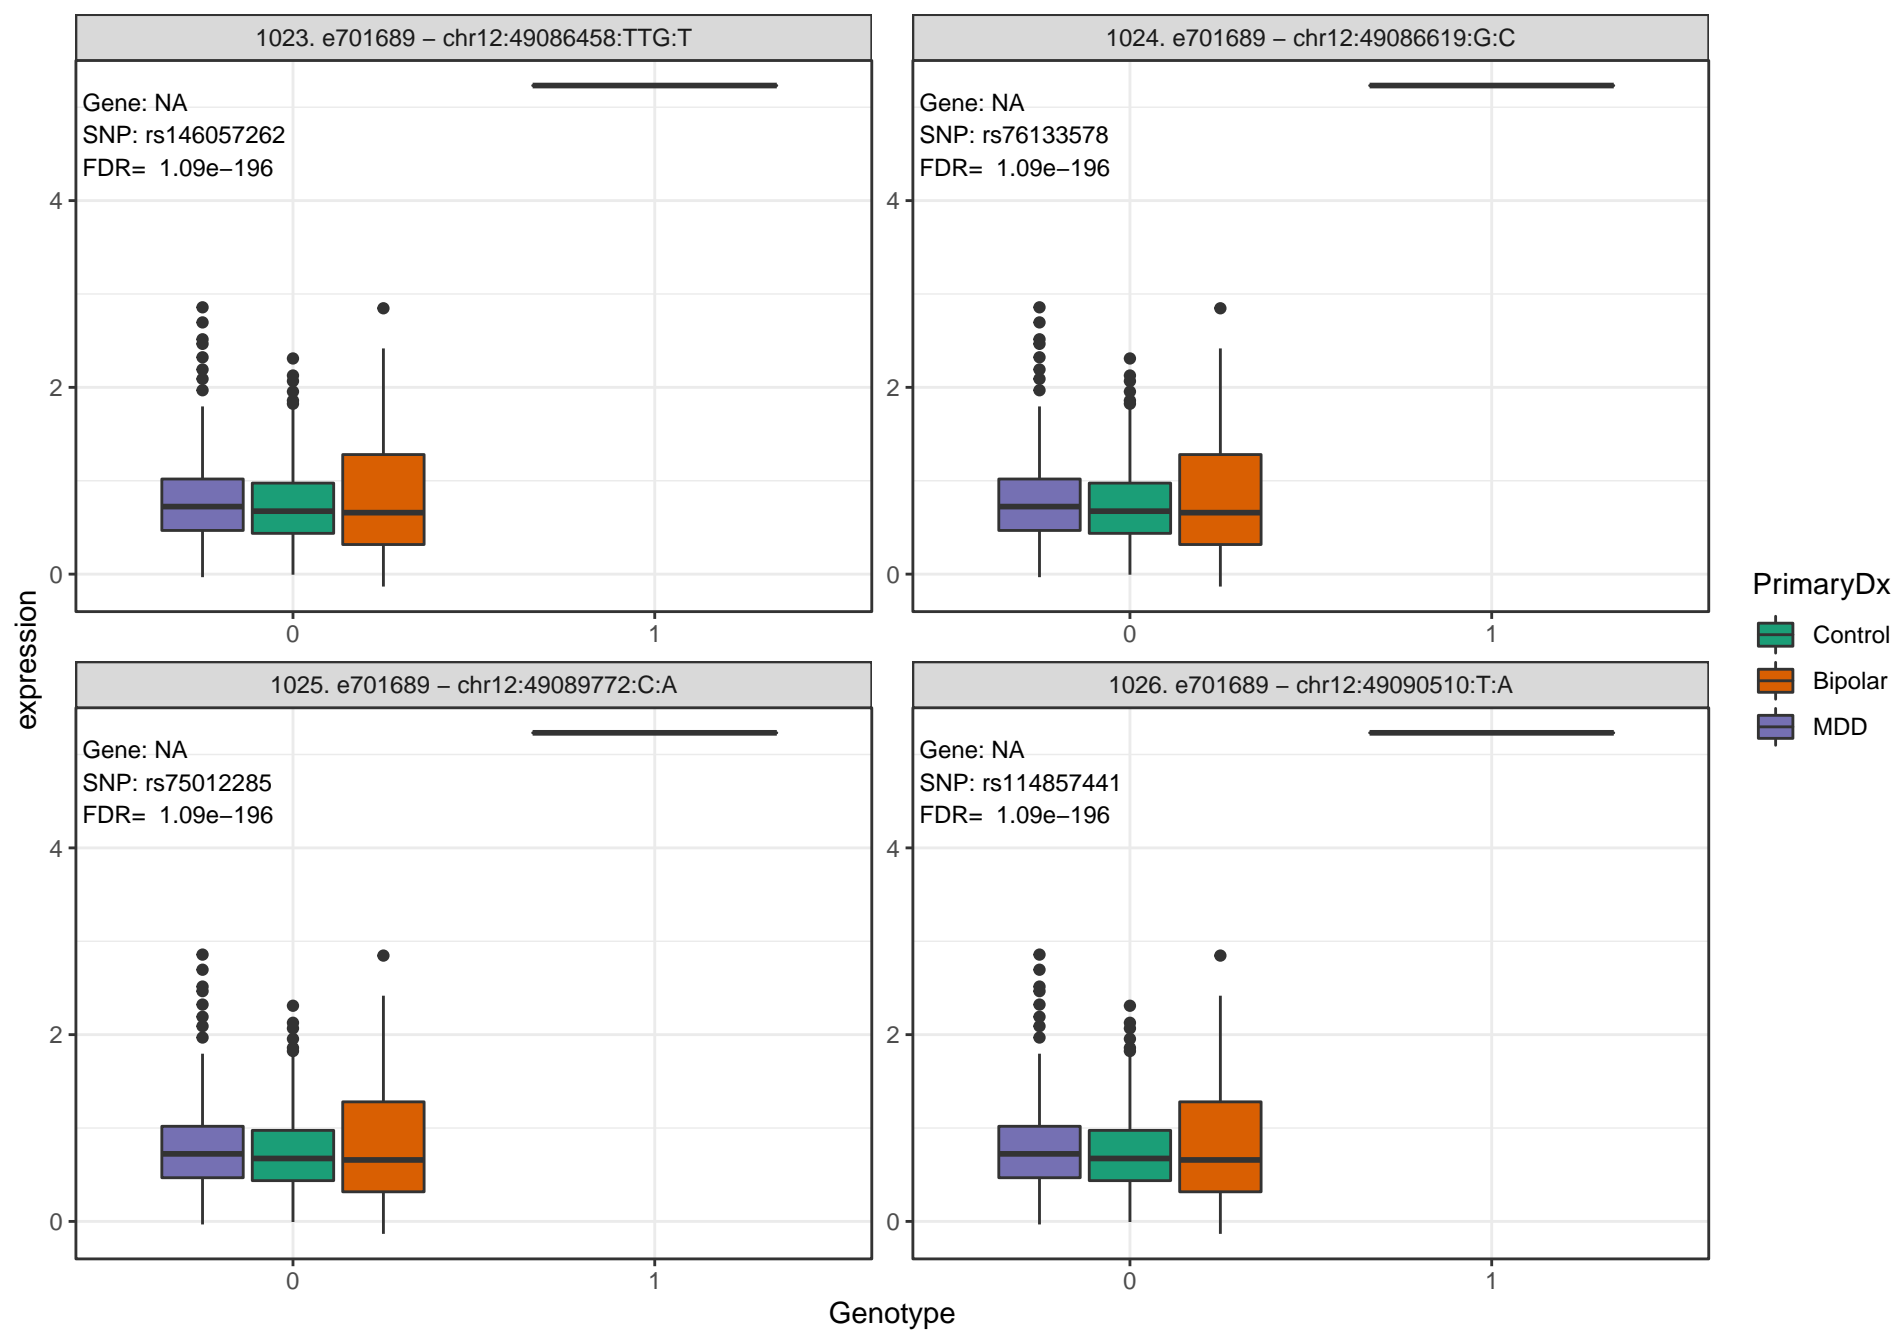 1023. e701689 − chr12:49086458:TTG:T
Gene: NA
SNP: rs146057262
FDR=  1.09e−196
4
2
0
0
1
1024. e701689 − chr12:49086619:G:C
Gene: NA
SNP: rs76133578
FDR=  1.09e−196
4
2
0
0
1
1025. e701689 − chr12:49089772:C:A
Gene: NA
SNP: rs75012285
FDR=  1.09e−196
4
2
0
0
1
1026. e701689 − chr12:49090510:T:A
Gene: NA
SNP: rs114857441
FDR=  1.09e−196
4
2
0
0
1
expression
Genotype
PrimaryDx
Control
Bipolar
MDD